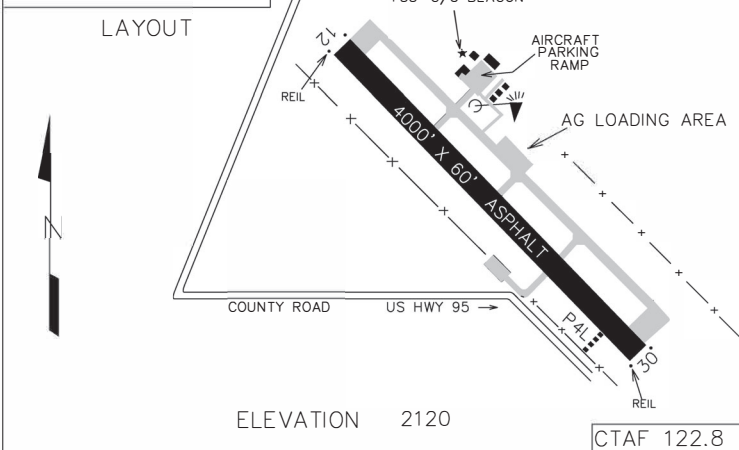 LAYOUT
12
REIL
AIRCRAFT
PARKING
RAMP
AG LOADING AREA
4000' X 60' ASPHALT
N
COUNTY ROAD
US HWY 95
P4L
30
REIL
ELEVATION 2120
CTAF 122.8